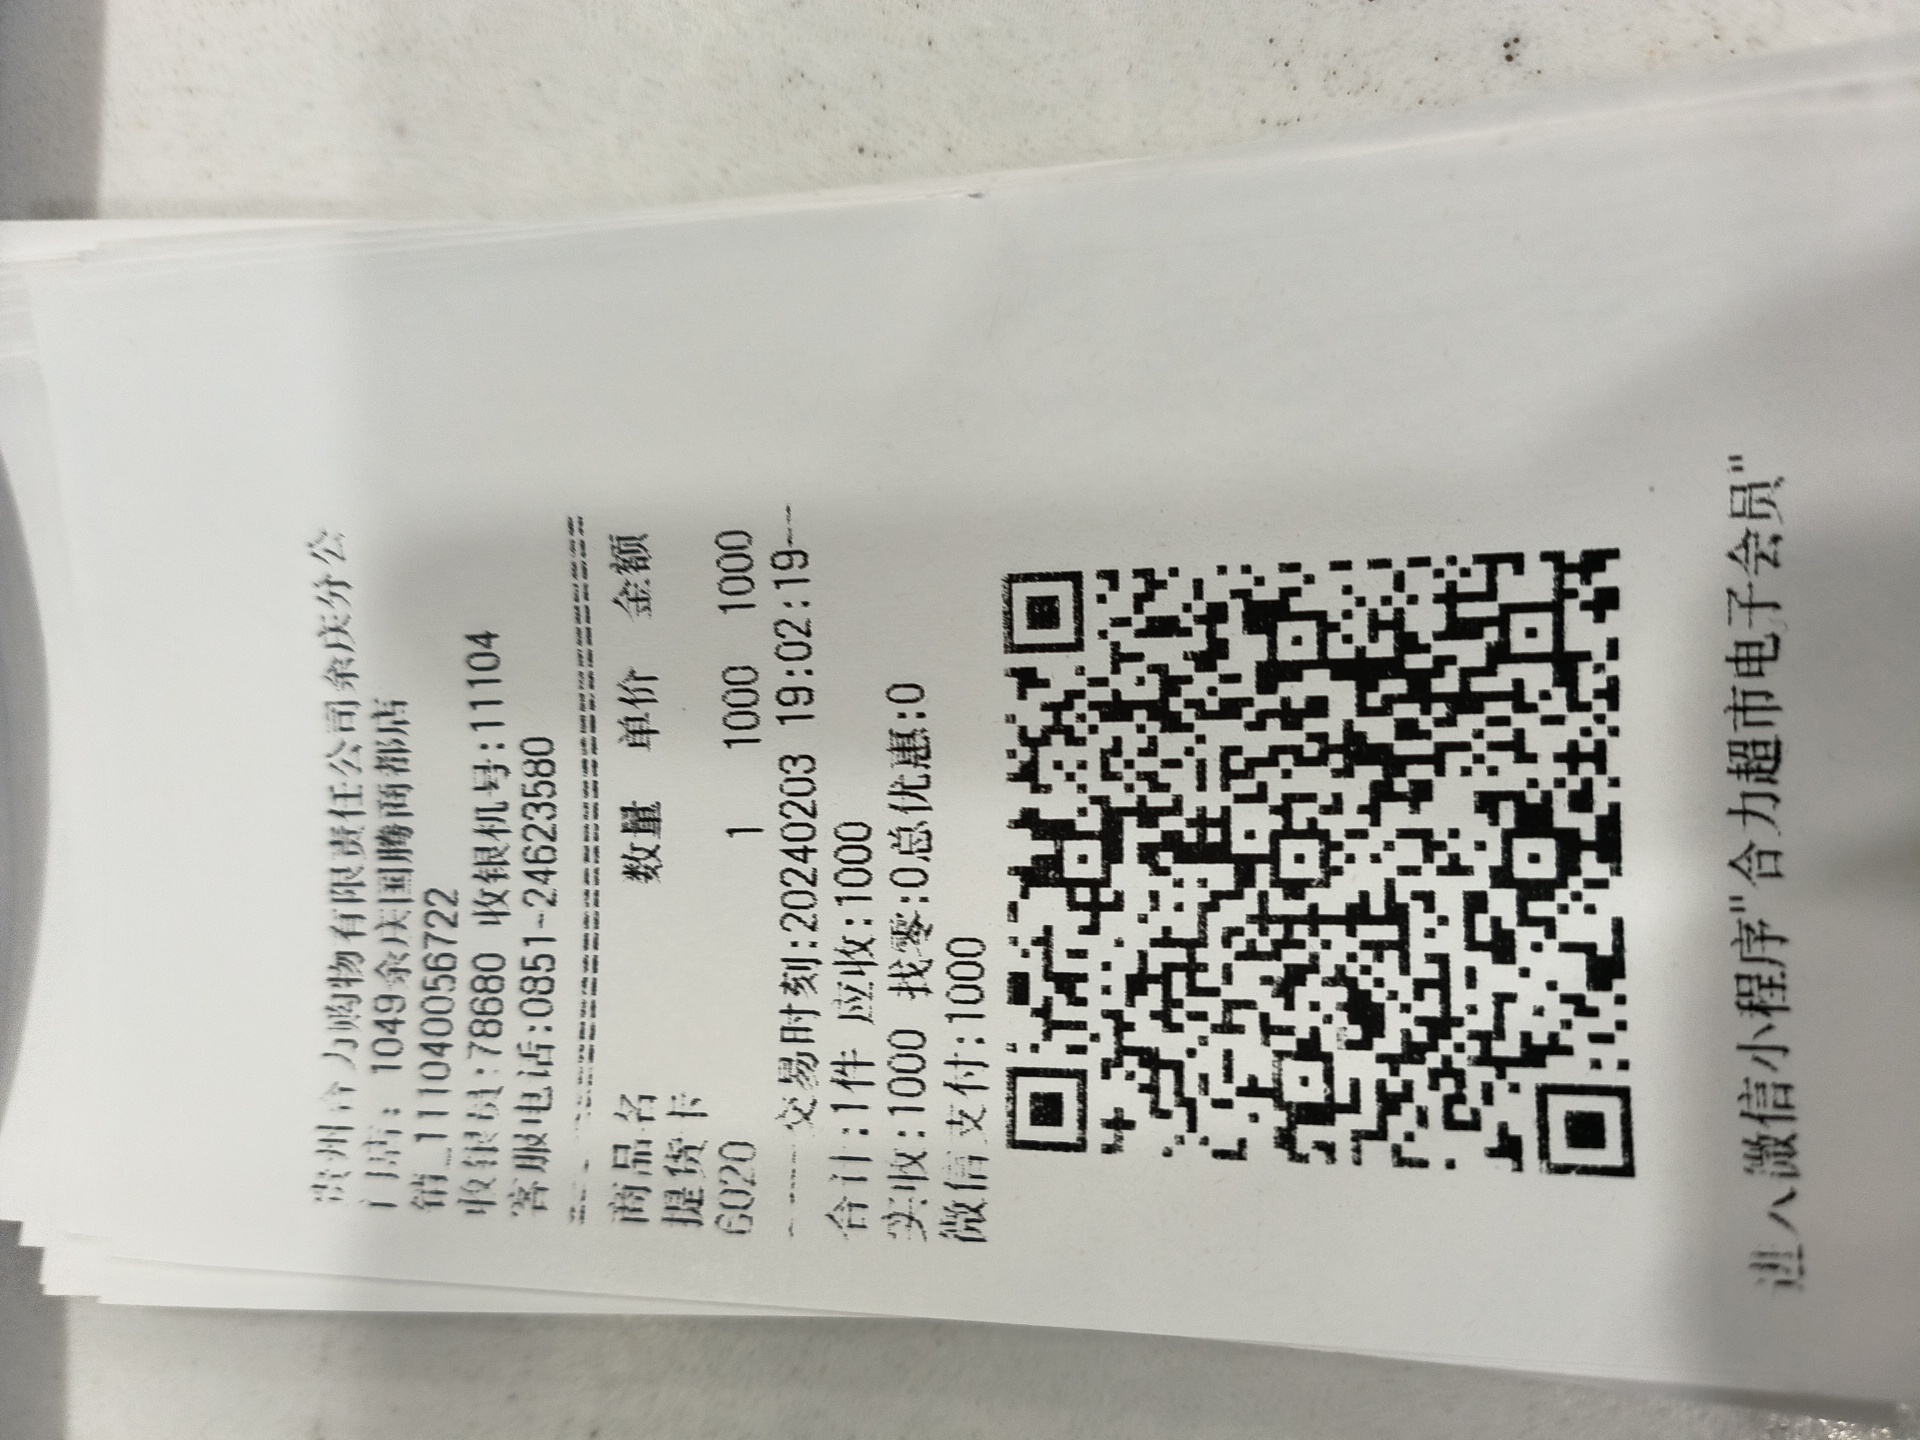 贵州合力购物有限责任公司余庆分公
门店: 1049余庆国腾商都店
销_1110400056722
收银员:78680 收银机号:11104
客服电话:0851-24623580
商品名 数量 单价 金额
提货卡
6020 1 1000 1000
----交易时刻:20240203 19:02:19--
合计:1件 应收:1000
实收:1000 找零:0总优惠:0
微信支付:1000
进入微信小程序"合力超市电子会员"